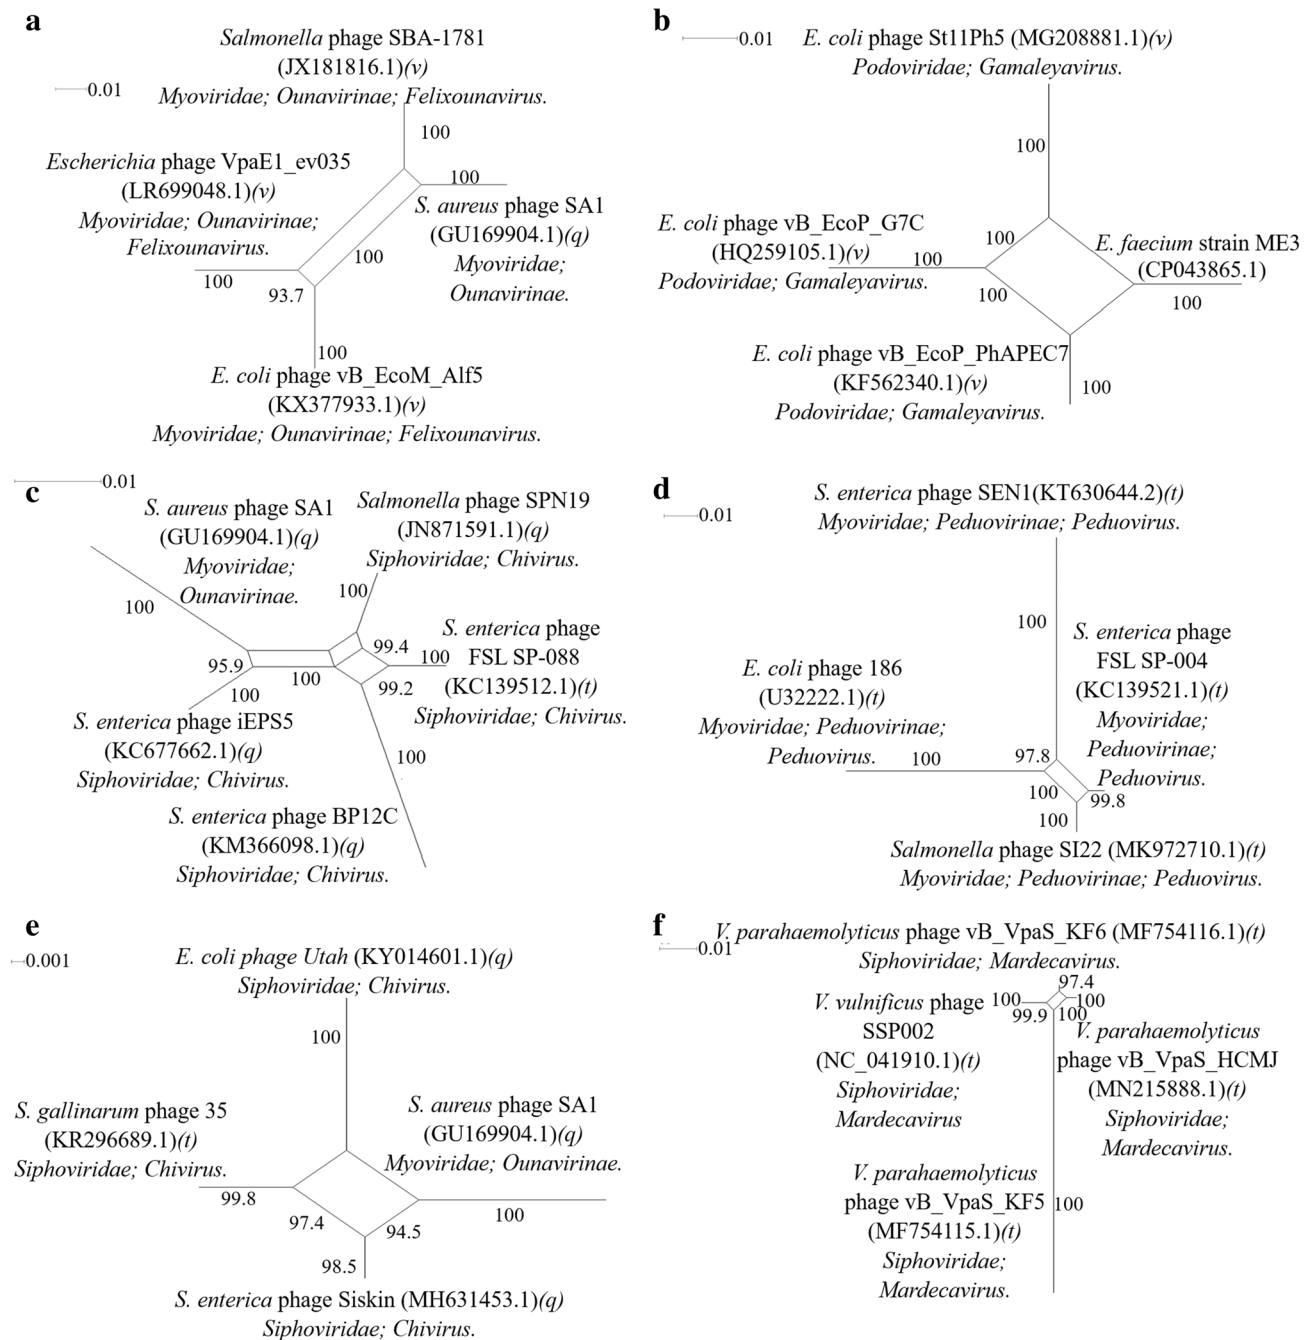 a
Salmonella phage SBA-1781
(JX181816.1)(v)
0.01
Myoviridae; Ounavirinae; Felixounavirus.
100
Escherichia phage VpaE1_ev035
(LR699048.1)(v)
Myoviridae; Ounavirinae;
Felixounavirus.
100
S. aureus phage SA1
(GU169904.1)(q)
Myoviridae;
Ounavirinae.
100
100
93.7
100
E. coli phage vB_EcoM_Alf5
(KX377933.1)(v)
Myoviridae; Ounavirinae; Felixounavirus.
b
0.01
E. coli phage St11Ph5 (MG208881.1)(v)
Podoviridae; Gamaleyavirus.
100
E. coli phage vB_EcoP_G7C
(HQ259105.1)(v)
Podoviridae; Gamaleyavirus.
100
100
E. faecium strain ME3
(CP043865.1)
100
100
E. coli phage vB_EcoP_PhAPEC7
(KF562340.1)(v)
Podoviridae; Gamaleyavirus.
100
c
0.01
S. aureus phage SA1
(GU169904.1)(q)
Myoviridae;
Ounavirinae.
100
Salmonella phage SPN19
(JN871591.1)(q)
Siphoviridae; Chivirus.
100
S. enterica phage
FSL SP-088
(KC139512.1)(t)
Siphoviridae; Chivirus.
99.4
100
95.9
100
100
99.2
S. enterica phage iEPS5
(KC677662.1)(q)
Siphoviridae; Chivirus.
100
S. enterica phage BP12C
(KM366098.1)(q)
Siphoviridae; Chivirus.
d
S. enterica phage SEN1(KT630644.2)(t)
0.01
Myoviridae; Peduovirinae; Peduovirus.
100
S. enterica phage
FSL SP-004
(KC139521.1)(t)
Myoviridae;
Peduovirinae;
Peduovirus.
E. coli phage 186
(U32222.1)(t)
Myoviridae; Peduovirinae;
Peduovirus.
100
97.8
100
99.8
100
Salmonella phage SI22 (MK972710.1)(t)
Myoviridae; Peduovirinae; Peduovirus.
e
0.001
E. coli phage Utah (KY014601.1)(q)
Siphoviridae; Chivirus.
100
S. gallinarum phage 35
(KR296689.1)(t)
Siphoviridae; Chivirus.
S. aureus phage SA1
(GU169904.1)(q)
Myoviridae; Ounavirinae.
99.8
97.4
94.5
100
98.5
S. enterica phage Siskin (MH631453.1)(q)
Siphoviridae; Chivirus.
f
V. parahaemolyticus phage vB_VpaS_KF6 (MF754116.1)(t)
0.01
Siphoviridae; Mardecavirus.
97.4
V. vulnificus phage
SSP002
(NC_041910.1)(t)
Siphoviridae;
Mardecavirus
100
100
99.9
100
V. parahaemolyticus
phage vB_VpaS_HCMJ
(MN215888.1)(t)
Siphoviridae;
Mardecavirus.
V. parahaemolyticus
phage vB_VpaS_KF5
(MF754115.1)(t)
Siphoviridae;
Mardecavirus.
100